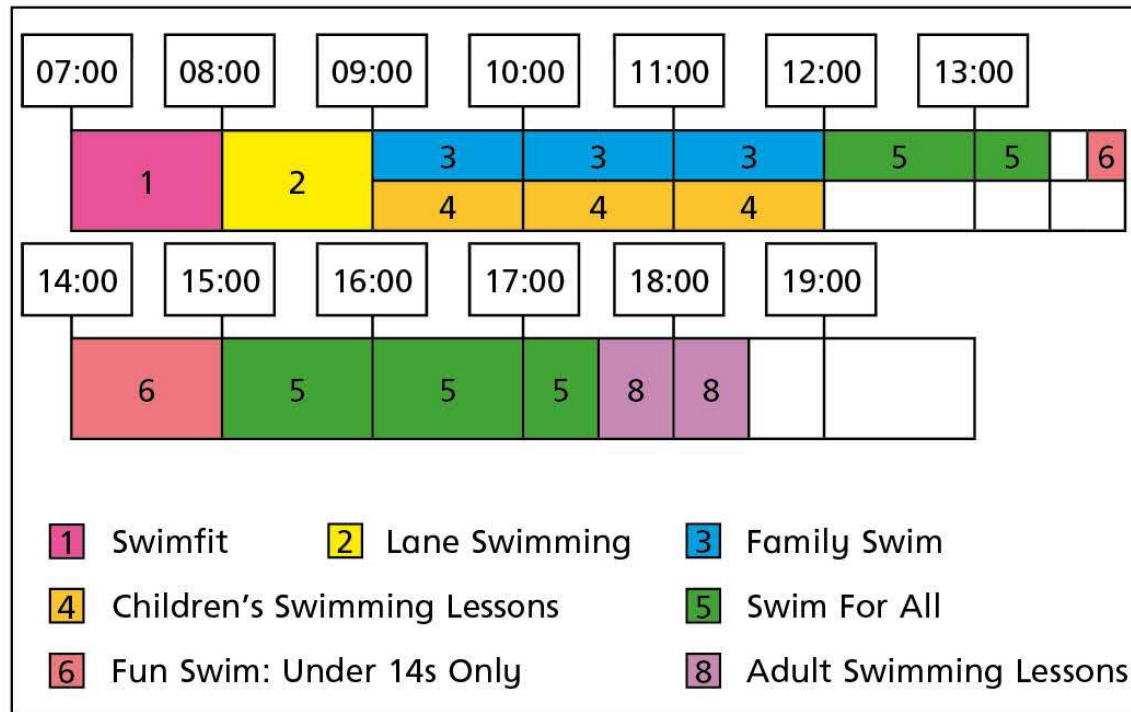 07:00 08:00 09:00 10:00 11:00 12:00 13:00
1 2 3 3 3 5 5 6
4 4 4
14:00 15:00 16:00 17:00 18:00 19:00
6 5 5 5 8 8
1 Swimfit 2 Lane Swimming 3 Family Swim
4 Children's Swimming Lessons 5 Swim For All
6 Fun Swim: Under 14s Only 8 Adult Swimming Lessons